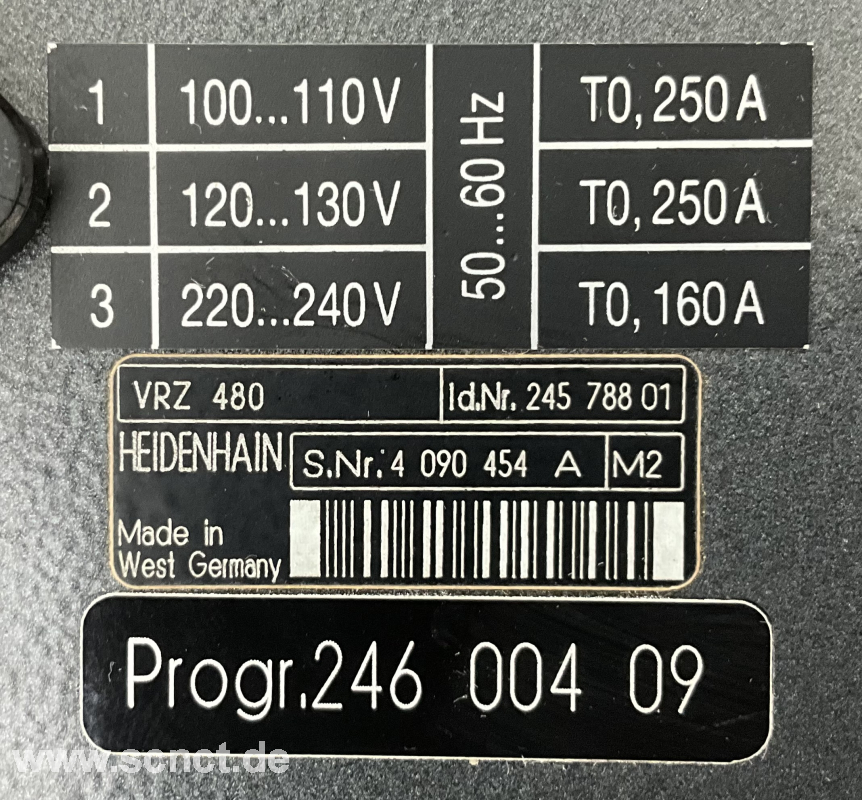 1 100...110V 50...60 Hz T0,250A
2 120...130V T0,250A
3 220...240V T0,160A
VRZ 480 Id.Nr. 245 788 01
HEIDENHAIN S.Nr.: 4 090 454 A M2
Made in
West Germany
Progr.246 004 09
www.scnct.de